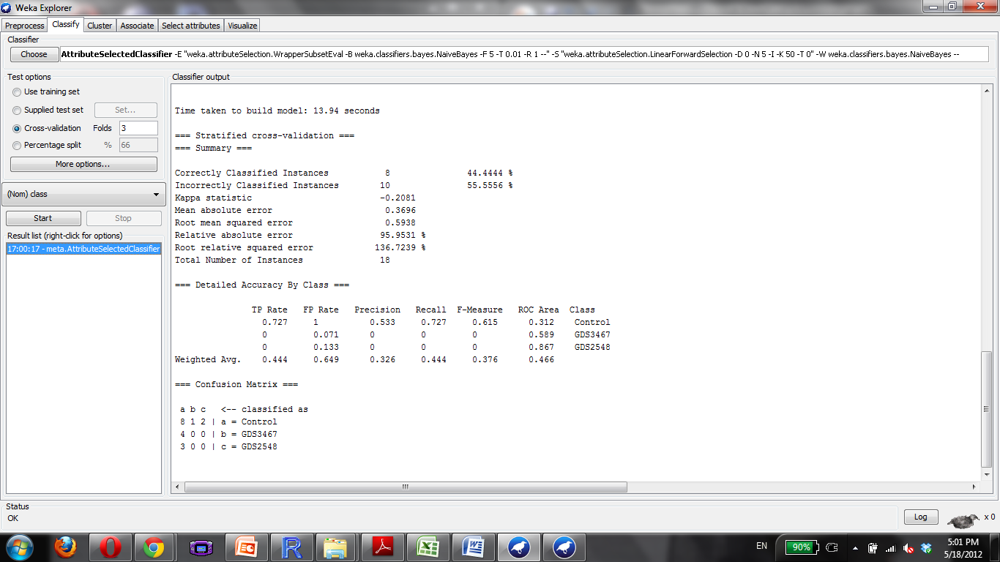 Weka Explorer
Preprocess Classify Cluster Associate Select attributes Visualize
Classifier
Choose AttributeSelectedClassifier -E "weka.attributeSelection.WrapperSubsetEval -B weka.classifiers.bayes.NaiveBayes -F 5 -T 0.01 -R 1 --" -S "weka.attributeSelection.LinearForwardSelection -D 0 -N 5 -I -K 50 -T 0" -W weka.classifiers.bayes.NaiveBayes --
Test options
Use training set
Supplied test set Set...
Cross-validation Folds 3
Percentage split % 66
More options...
(Nom) class
Start Stop
Result list (right-click for options)
17:00:17 - meta.AttributeSelectedClassifier
Classifier output
Time taken to build model: 13.94 seconds
=== Stratified cross-validation ===
=== Summary ===
Correctly Classified Instances 8 44.4444 %
Incorrectly Classified Instances 10 55.5556 %
Kappa statistic -0.2081
Mean absolute error 0.3696
Root mean squared error 0.5938
Relative absolute error 95.9531 %
Root relative squared error 136.7239 %
Total Number of Instances 18
=== Detailed Accuracy By Class ===
TP Rate FP Rate Precision Recall F-Measure ROC Area Class
0.727 1 0.533 0.727 0.615 0.312 Control
0 0.071 0 0 0 0.589 GDS3467
0 0.133 0 0 0 0.867 GDS2548
Weighted Avg. 0.444 0.649 0.326 0.444 0.376 0.466
=== Confusion Matrix ===
a b c <-- classified as
8 1 2 | a = Control
4 0 0 | b = GDS3467
3 0 0 | c = GDS2548
Status
OK
Log x 0
EN 90% 5:01 PM
5/18/2012